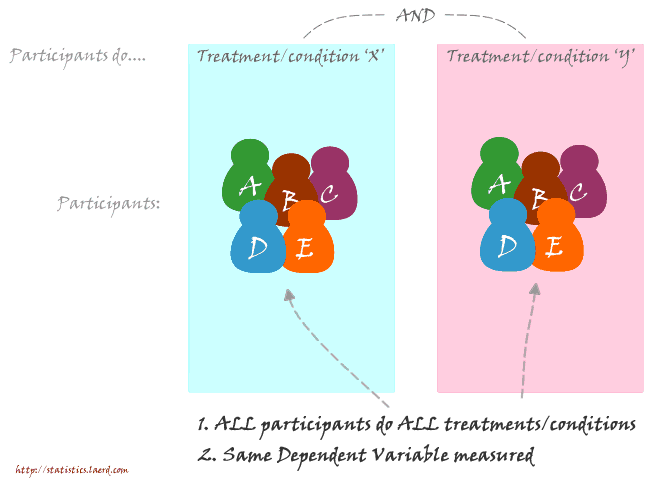 AND
Participants do....
Treatment/condition 'X'
Treatment/condition 'Y'
Participants:
A
B
C
D
E
A
B
C
D
E
1. ALL participants do ALL treatments/conditions
2. Same Dependent Variable measured
http://statistics.laerd.com